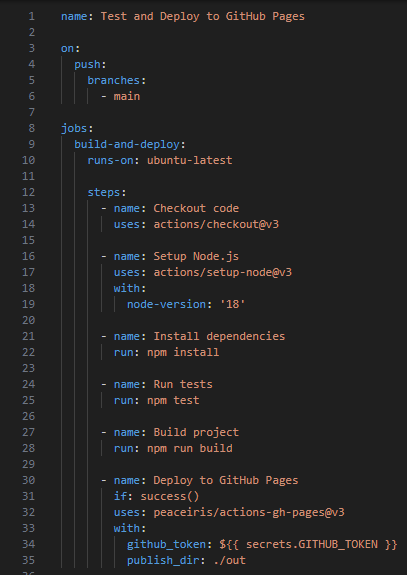 1 name: Test and Deploy to GitHub Pages
2
3 on:
4   push:
5     branches:
6       - main
7
8 jobs:
9   build-and-deploy:
10     runs-on: ubuntu-latest
11
12     steps:
13       - name: Checkout code
14         uses: actions/checkout@v3
15
16       - name: Setup Node.js
17         uses: actions/setup-node@v3
18         with:
19           node-version: '18'
20
21       - name: Install dependencies
22         run: npm install
23
24       - name: Run tests
25         run: npm test
26
27       - name: Build project
28         run: npm run build
29
30       - name: Deploy to GitHub Pages
31         if: success()
32         uses: peaceiris/actions-gh-pages@v3
33         with:
34           github_token: ${{ secrets.GITHUB_TOKEN }}
35           publish_dir: ./out
36